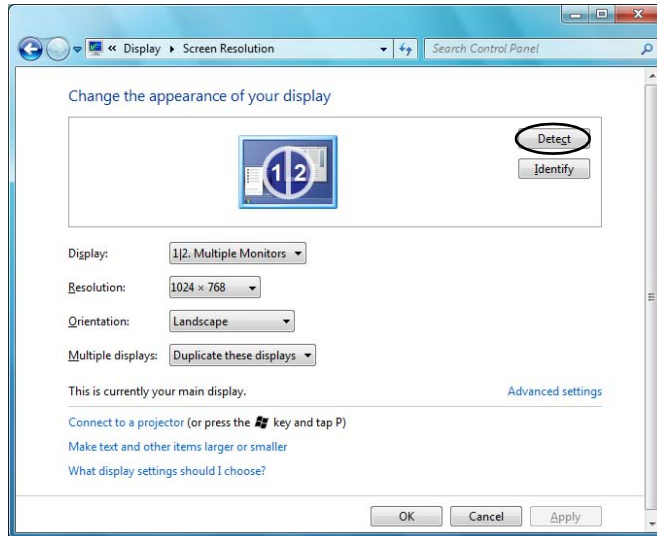 « Display ▸ Screen Resolution
Search Control Panel
Change the appearance of your display
Detect
1|2
Identify
Display: 1|2. Multiple Monitors
Resolution: 1024 × 768
Orientation: Landscape
Multiple displays: Duplicate these displays
This is currently your main display. Advanced settings
Connect to a projector (or press the key and tap P)
Make text and other items larger or smaller
What display settings should I choose?
OK Cancel Apply